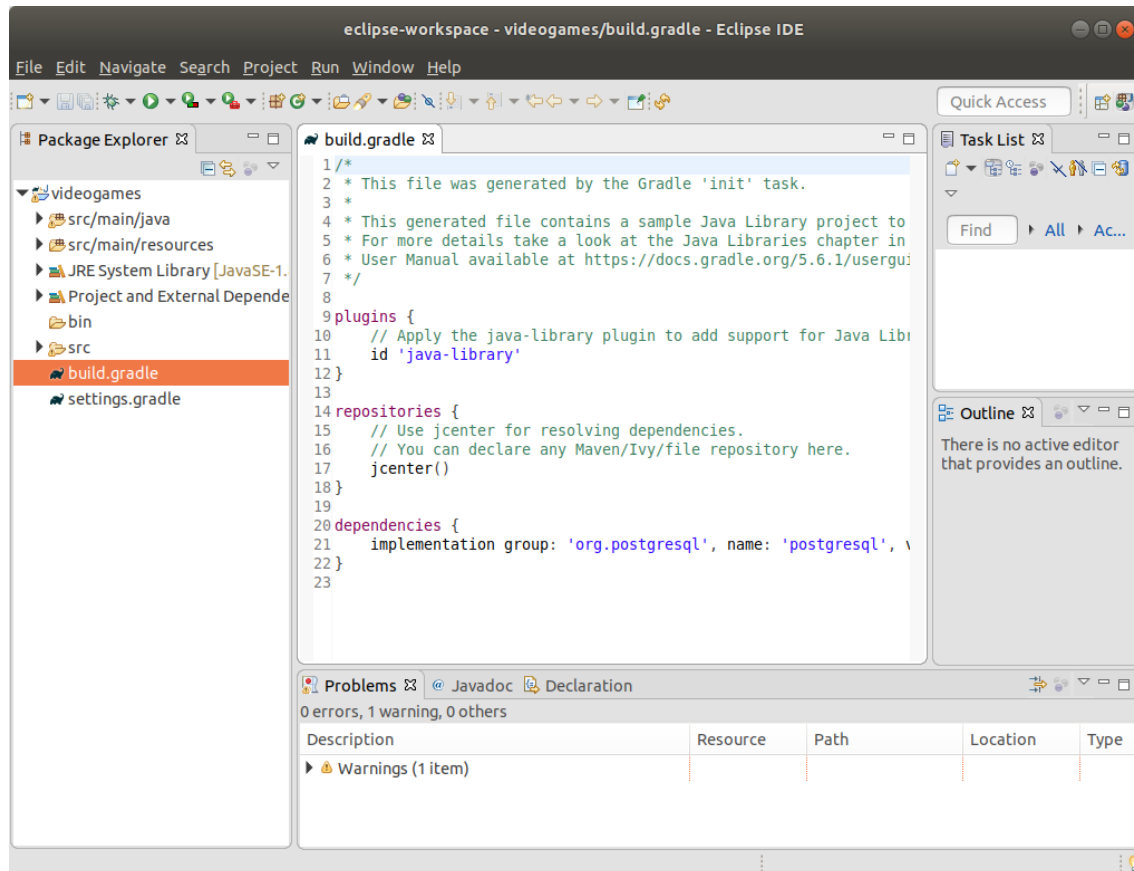 eclipse-workspace - videogames/build.gradle - Eclipse IDE
File Edit Navigate Search Project Run Window Help
Quick Access
Package Explorer
videogames
src/main/java
src/main/resources
JRE System Library [JavaSE-1.
Project and External Depende
bin
src
build.gradle
settings.gradle
build.gradle
1 /*
2  * This file was generated by the Gradle 'init' task.
3  *
4  * This generated file contains a sample Java Library project to
5  * For more details take a look at the Java Libraries chapter in
6  * User Manual available at https://docs.gradle.org/5.6.1/usergui
7  */
8
9 plugins {
10     // Apply the java-library plugin to add support for Java Libr
11     id 'java-library'
12 }
13
14 repositories {
15     // Use jcenter for resolving dependencies.
16     // You can declare any Maven/Ivy/file repository here.
17     jcenter()
18 }
19
20 dependencies {
21     implementation group: 'org.postgresql', name: 'postgresql', v
22 }
23
Task List
Find All Ac...
Outline
There is no active editor
that provides an outline.
Problems @ Javadoc Declaration
0 errors, 1 warning, 0 others
Description Resource Path Location Type
Warnings (1 item)